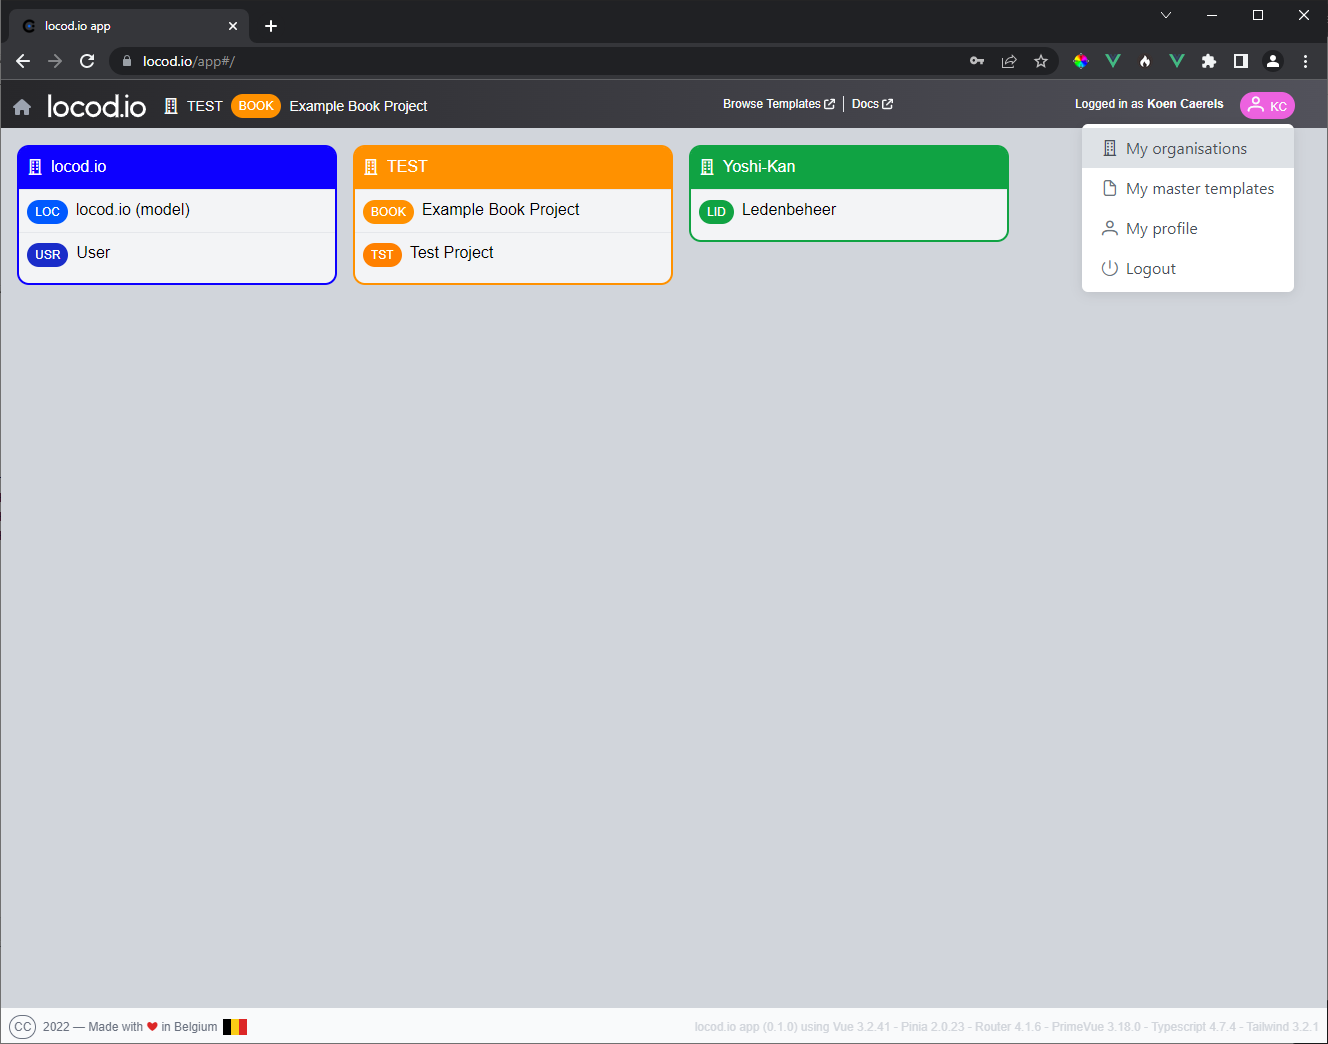 locod.io app
locod.io/app#/
locod.io TEST BOOK Example Book Project Browse Templates Docs Logged in as Koen Caerels KC
My organisations
My master templates
My profile
Logout
locod.io
LOC locod.io (model)
USR User
TEST
BOOK Example Book Project
TST Test Project
Yoshi-Kan
LID Ledenbeheer
CC 2022 — Made with in Belgium
locod.io app (0.1.0) using Vue 3.2.41 - Pinia 2.0.23 - Router 4.1.6 - PrimeVue 3.18.0 - Typescript 4.7.4 - Tailwind 3.2.1